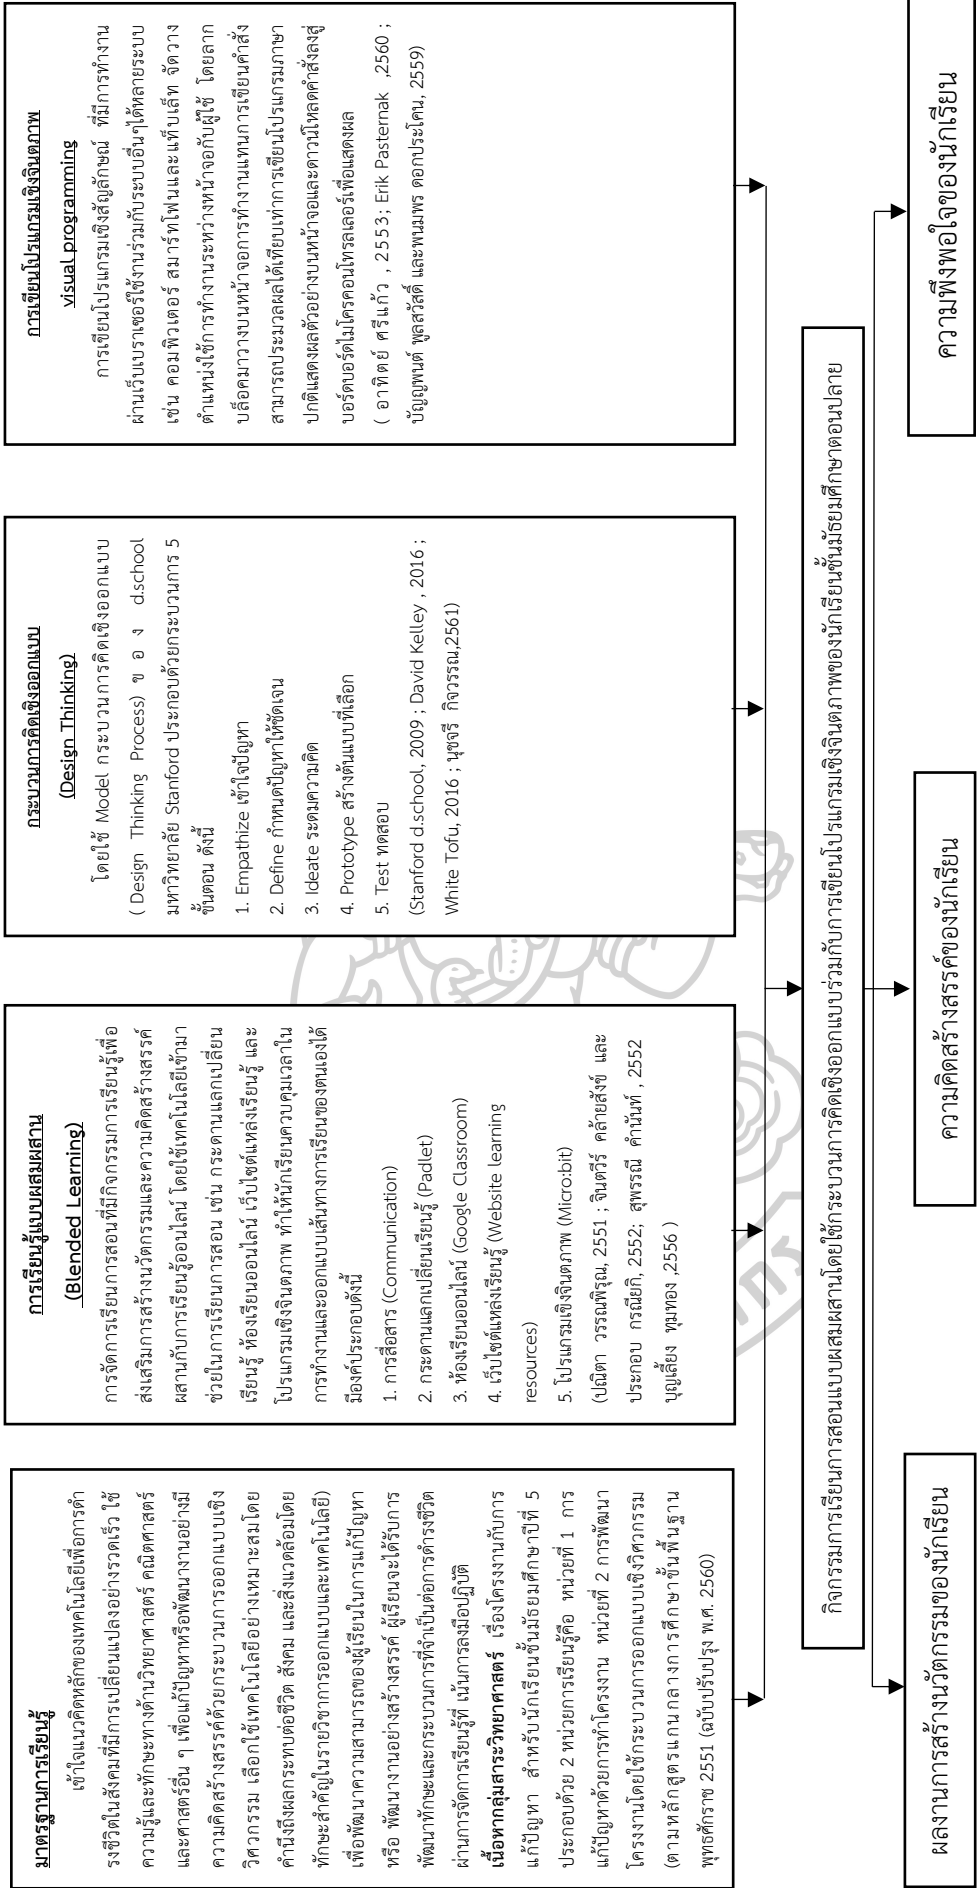 มาตรฐานการเรียนรู้
เข้าใจแนวคิดหลักของเทคโนโลยีเพื่อการดำ
รงชีวิตในสังคมที่มีการเปลี่ยนแปลงอย่างรวดเร็ว ใช้
ความรู้และทักษะทางด้านวิทยาศาสตร์ คณิตศาสตร์
และศาสตร์อื่น ๆ เพื่อแก้ปัญหาหรือพัฒนางานอย่างมี
ความคิดสร้างสรรค์ด้วยกระบวนการออกแบบเชิง
วิศวกรรม เลือกใช้เทคโนโลยีอย่างเหมาะสมโดย
คำนึงถึงผลกระทบต่อชีวิต สังคม และสิ่งแวดล้อมโดย
ทักษะสำคัญในรายวิชาการออกแบบและเทคโนโลยี)
เพื่อพัฒนาความสามารถของผู้เรียนในการแก้ปัญหา
หรือ พัฒนางานอย่างสร้างสรรค์ ผู้เรียนจะได้รับการ
พัฒนาทักษะและกระบวนการที่จำเป็นต่อการดำรงชีวิต
ผ่านการจัดการเรียนรู้ที่ เน้นการลงมือปฏิบัติ
เนื้อหากลุ่มสาระวิทยาศาสตร์ เรื่องโครงงานกับการ
แก้ปัญหา สำหรับนักเรียนชั้นมัธยมศึกษาปีที่ 5
ประกอบด้วย 2 หน่วยการเรียนรู้คือ หน่วยที่ 1 การ
แก้ปัญหาด้วยการทำโครงงาน หน่วยที่ 2 การพัฒนา
โครงงานโดยใช้กระบวนการออกแบบเชิงวิศวกรรม
(ตามหลักสูตรแกนกลางการศึกษาขั้นพื้นฐาน
พุทธศักราช 2551 (ฉบับปรับปรุง พ.ศ. 2560)
การเรียนรู้แบบผสมผสาน
(Blended Learning)
การจัดการเรียนการสอนที่มีกิจกรรมการเรียนรู้เพื่อ
ส่งเสริมการสร้างนวัตกรรมและความคิดสร้างสรรค์
ผสานกับการเรียนรู้ออนไลน์ โดยใช้เทคโนโลยีเข้ามา
ช่วยในการเรียนการสอน เช่น กระดานแลกเปลี่ยน
เรียนรู้ ห้องเรียนออนไลน์ เว็บไซต์แหล่งเรียนรู้ และ
โปรแกรมเชิงจินตภาพ ทำให้นักเรียนควบคุมเวลาใน
การทำงานและออกแบบเส้นทางการเรียนของตนเองได้
มีองค์ประกอบดังนี้
1. การสื่อสาร (Communication)
2. กระดานแลกเปลี่ยนเรียนรู้ (Padlet)
3. ห้องเรียนออนไลน์ (Google Classroom)
4. เว็บไซต์แหล่งเรียนรู้ (Website learning
resources)
5. โปรแกรมเชิงจินตภาพ (Micro:bit)
(ปณิตา วรรณพิรุณ, 2551 ; จินตวีร์ คล้ายสังข์ และ
ประกอบ กรณียกิ, 2552; สุพรรณี คำนันท์ , 2552
บุญเลี้ยง ทุมทอง ,2556 )
กระบวนการคิดเชิงออกแบบ
(Design Thinking)
โดยใช้ Model กระบวนการคิดเชิงออกแบบ
( Design Thinking Process) ข อ ง d.school
มหาวิทยาลัย Stanford ประกอบด้วยกระบวนการ 5
ขั้นตอน ดังนี้
1. Empathize เข้าใจปัญหา
2. Define กำหนดปัญหาให้ชัดเจน
3. Ideate ระดมความคิด
4. Prototype สร้างต้นแบบที่เลือก
5. Test ทดสอบ
(Stanford d.school, 2009 ; David Kelley , 2016 ;
White Tofu, 2016 ; นุชจรี กิจวรรณ,2561)
การเขียนโปรแกรมเชิงจินตภาพ
visual programming
การเขียนโปรแกรมเชิงสัญลักษณ์ ที่มีการทำงาน
ผ่านเว็บเบราเซอร์ใช้งานร่วมกับระบบอื่นๆได้หลายระบบ
เช่น คอมพิวเตอร์ สมาร์ทโฟนและแท็บเล็ท จัดวาง
ตำแหน่งใช้การทำงานระหว่างหน้าจอกับผู้ใช้ โดยลาก
บล็อคมาวางบนหน้าจอการทำงานแทนการเขียนคำสั่ง
สามารถประมวลผลได้เทียบเท่าการเขียนโปรแกรมภาษา
ปกติแสดงผลตัวอย่างบนหน้าจอและดาวน์โหลดคำสั่งลงสู่
บอร์ดบอร์ดไมโครคอนโทรลเลอร์เพื่อแสดงผล
( อาทิตย์ ศรีแก้ว , 2553; Erik Pasternak ,2560 ;
บัญญพนต์ พูลสวัสดิ์ และพนมพร ดอกประโคน, 2559)
กิจกรรมการเรียนการสอนแบบผสมผสานโดยใช้กระบวนการคิดเชิงออกแบบร่วมกับการเขียนโปรแกรมเชิงจินตภาพของนักเรียนชั้นมัธยมศึกษาตอนปลาย
ผลงานการสร้างนวัตกรรมของนักเรียน
ความคิดสร้างสรรค์ของนักเรียน
ความพึงพอใจของนักเรียน